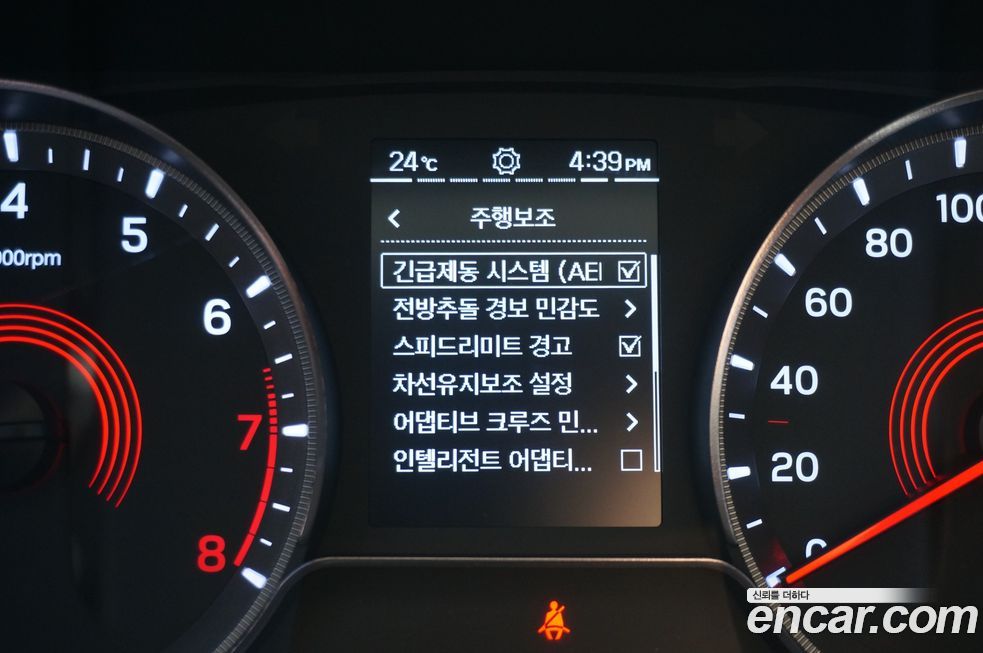 24℃ 4:39PM
주행보조
긴급제동 시스템 (AE
전방추돌 경보 민감도
스피드리미트 경고
차선유지보조 설정
어댑티브 크루즈 민...
인텔리전트 어댑티...
4
5
000rpm
6
7
8
100
80
60
40
20
0
신뢰를 더하다
encar.com